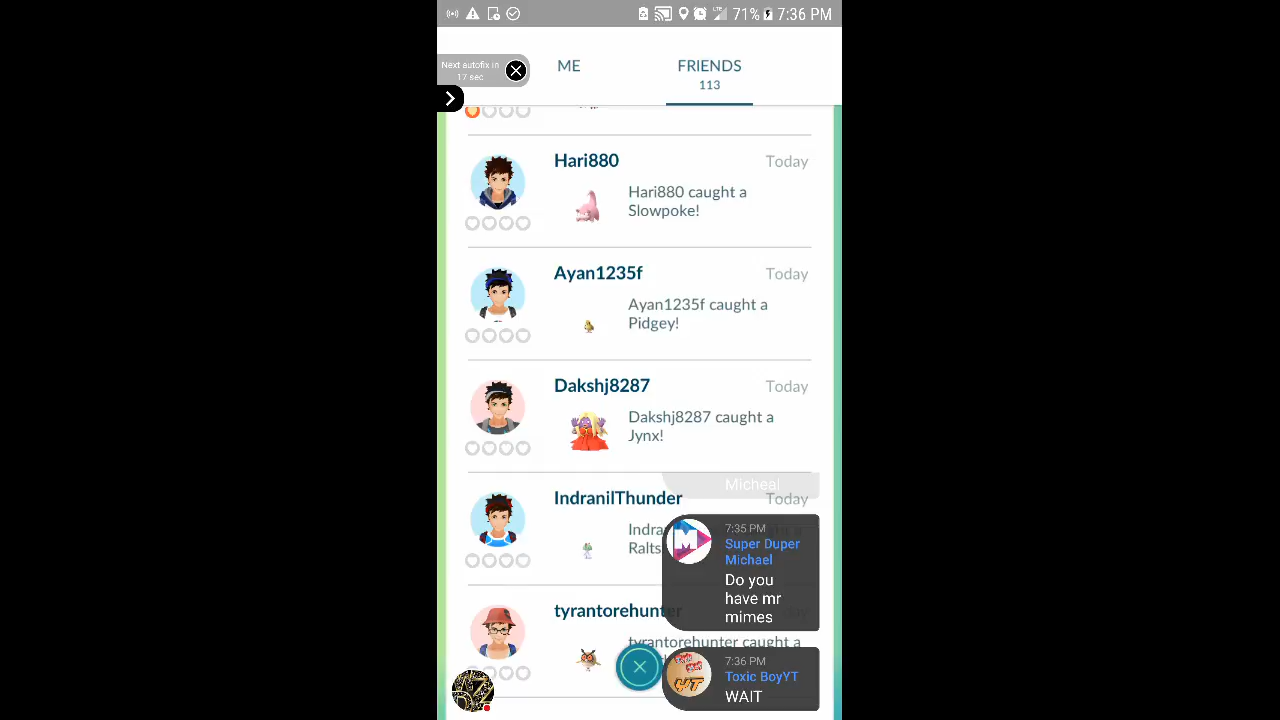 LTE 71% 7:36 PM
Next autofix in
17 sec
ME
FRIENDS
113
Hari880
Today
Hari880 caught a
Slowpoke!
Ayan1235f
Today
Ayan1235f caught a
Pidgey!
Dakshj8287
Today
Dakshj8287 caught a
Jynx!
Micheal
IndranilThunder
Today
Indra
Ralts
7:35 PM
Super Duper
Michael
Do you
have mr
mimes
tyrantorehunter
tyrantorehunter caught a
7:36 PM
Toxic BoyYT
WAIT